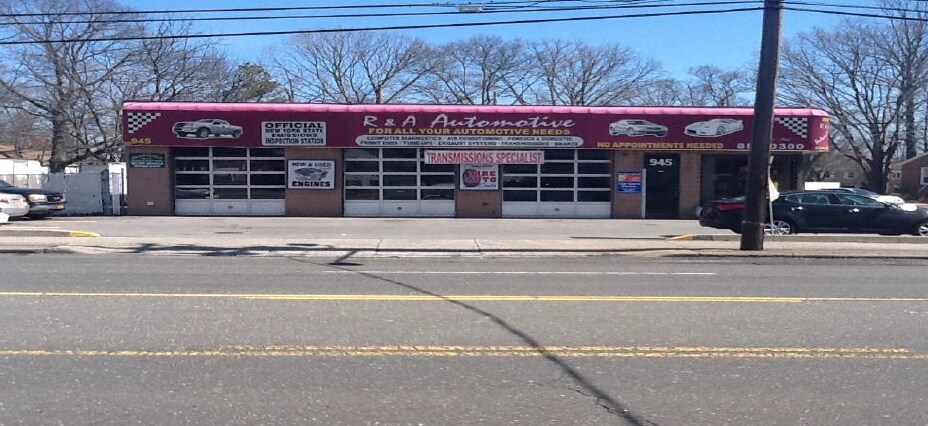 945
OFFICIAL
NEW YORK STATE
EMISSIONS
INSPECTION STATION
R & A Automotive
FOR ALL YOUR AUTOMOTIVE NEEDS
COMPUTER DIAGNOSTICS - AIR CONDITIONING - FOREIGN & DOMESTIC
FRONT ENDS - TUNE-UPS - EXHAUST SYSTEMS - TRANSMISSIONS - BRAKES
NO APPOINTMENTS NEEDED
0300
TRANSMISSIONS SPECIALIST
NEW & USED
ENGINES
945